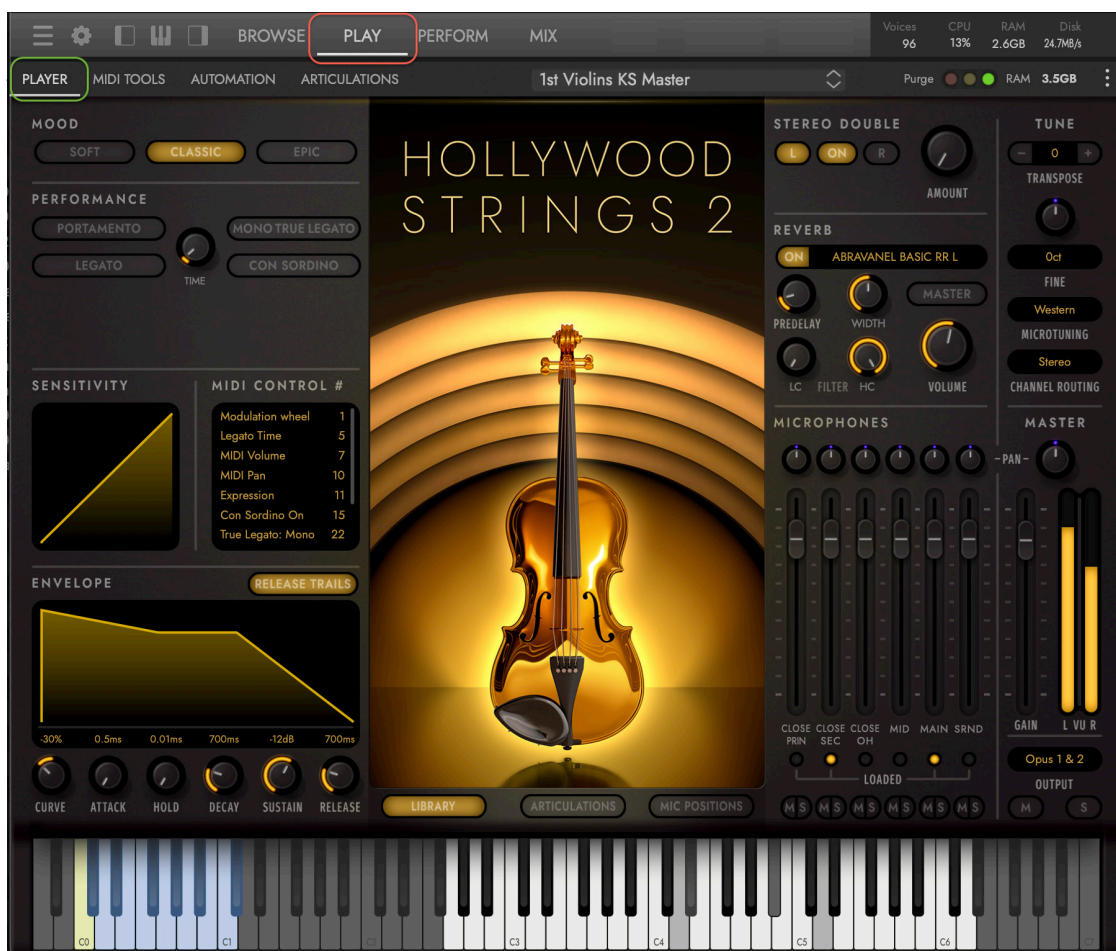 BROWSE PLAY PERFORM MIX
Voices CPU RAM Disk
96 13% 2.6GB 24.7MB/s
PLAYER MIDI TOOLS AUTOMATION ARTICULATIONS 1st Violins KS Master Purge RAM 3.5GB
MOOD
SOFT CLASSIC EPIC
PERFORMANCE
PORTAMENTO MONO TRUE LEGATO
LEGATO CON SORDINO
TIME
SENSITIVITY
MIDI CONTROL #
Modulation wheel 1
Legato Time 5
MIDI Volume 7
MIDI Pan 10
Expression 11
Con Sordino On 15
True Legato: Mono 22
ENVELOPE RELEASE TRAILS
-30% 0.5ms 0.01ms 700ms -12dB 700ms
CURVE ATTACK HOLD DECAY SUSTAIN RELEASE
HOLLYWOOD
STRINGS 2
LIBRARY ARTICULATIONS MIC POSITIONS
STEREO DOUBLE
L ON R
AMOUNT
REVERB
ON ABRAVANEL BASIC RR L
MASTER
PREDELAY WIDTH
LC FILTER HC VOLUME
TUNE
- 0 +
TRANSPOSE
0ct
FINE
Western
MICROTUNING
Stereo
CHANNEL ROUTING
MICROPHONES
MASTER
-PAN-
CLOSE PRIN CLOSE SEC CLOSE OH MID MAIN SRND
LOADED
M S M S M S M S M S M S
GAIN L VU R
Opus 1 & 2
OUTPUT
M S
C0 C1 C2 C3 C4 C5 C6 C7